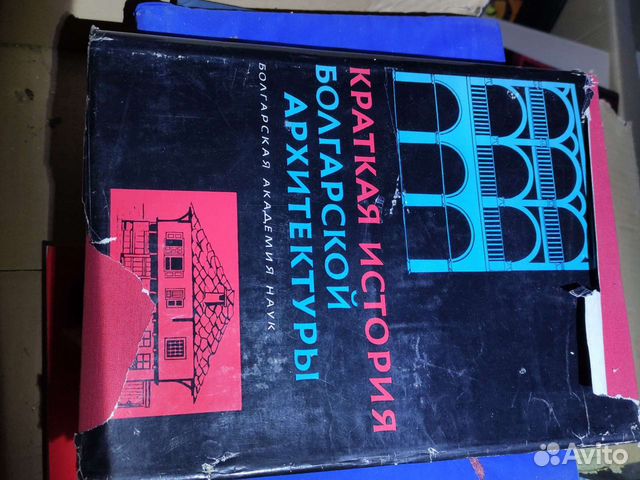 КРАТКАЯ ИСТОРИЯ
БОЛГАРСКОЙ
АРХИТЕКТУРЫ
БОЛГАРСКАЯ АКАДЕМИЯ НАУК
Avito